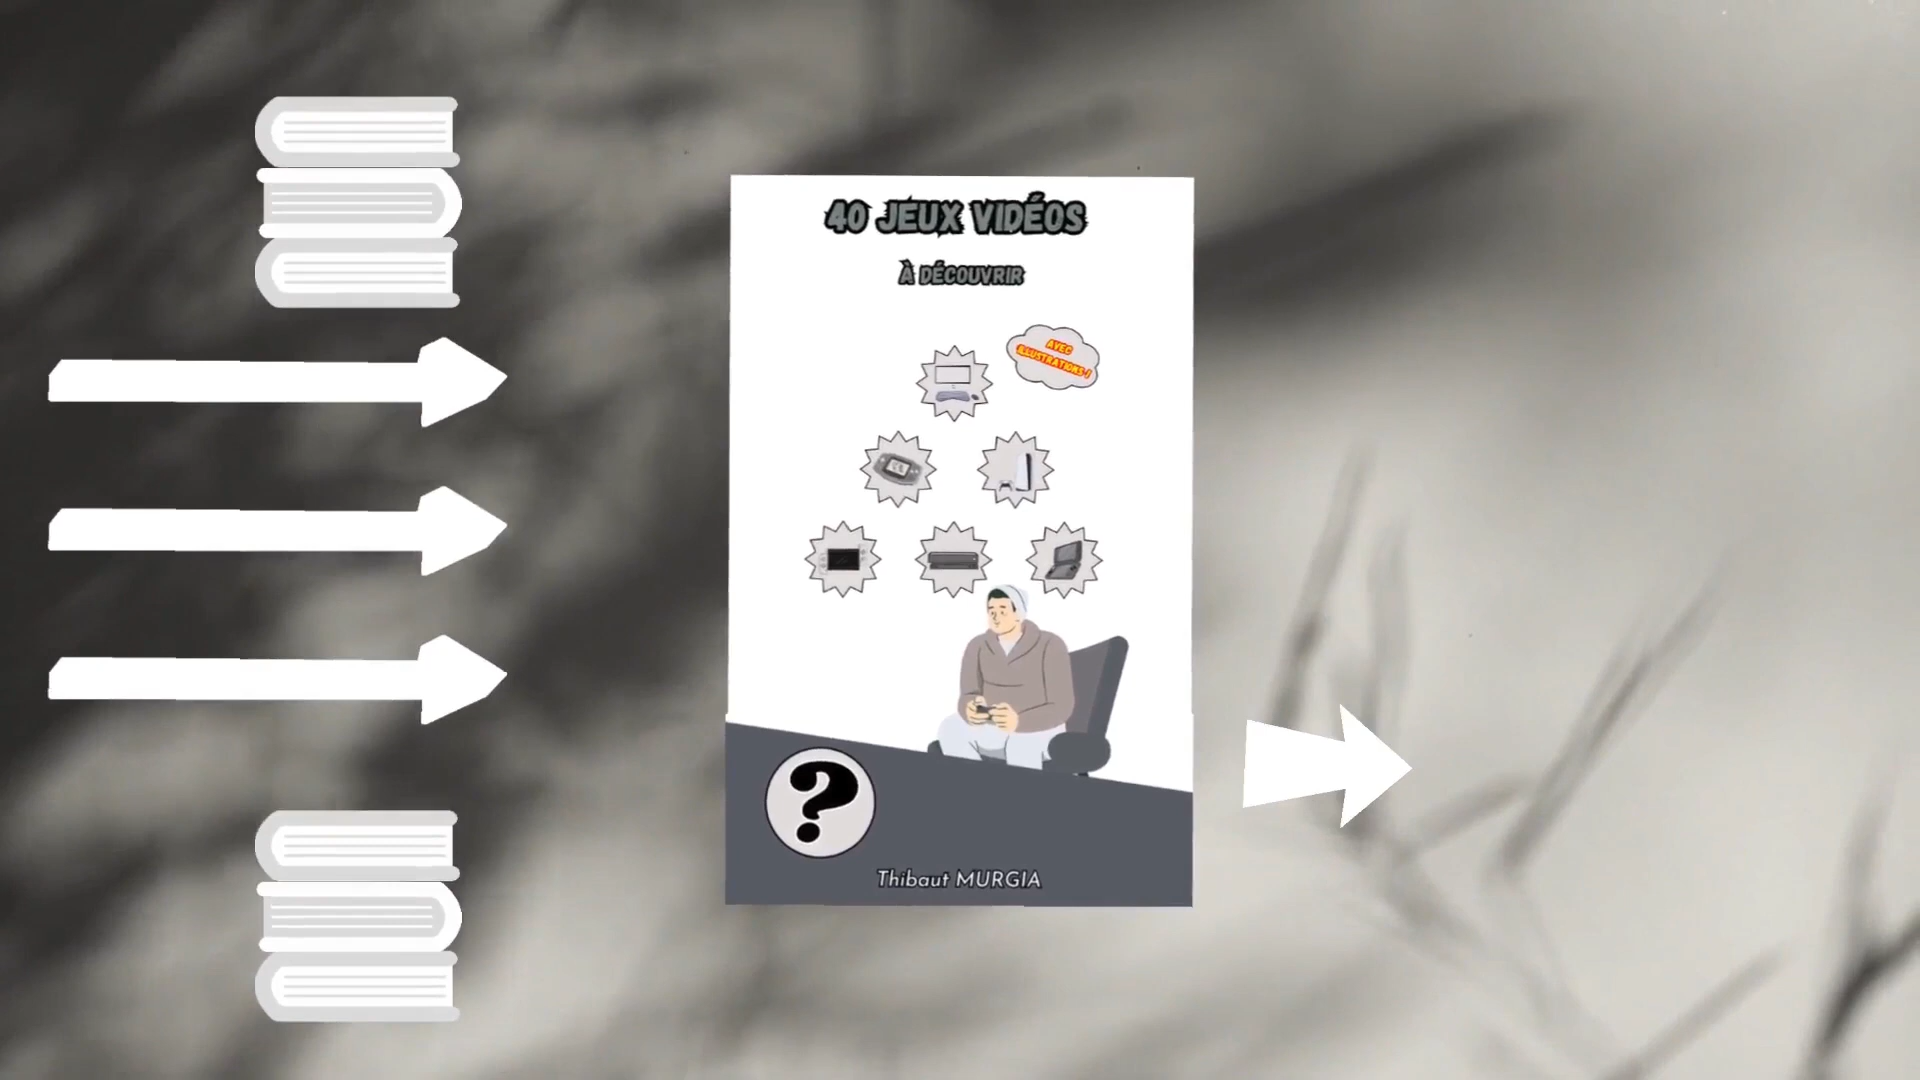 40 JEUX VIDÉOS
À DÉCOUVRIR
AVEC
ILLUSTRATIONS !
?
Thibaut MURGIA